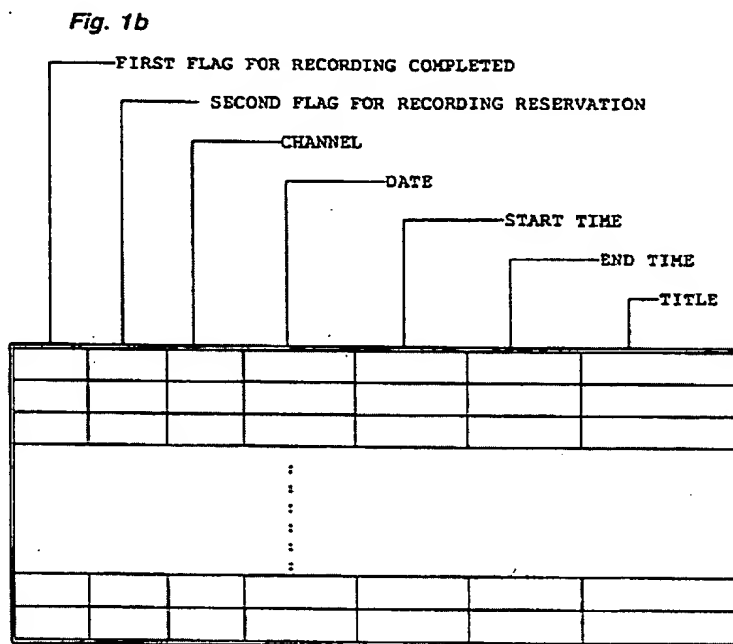 Fig. 1b
FIRST FLAG FOR RECORDING COMPLETED
SECOND FLAG FOR RECORDING RESERVATION
CHANNEL
DATE
START TIME
END TIME
TITLE